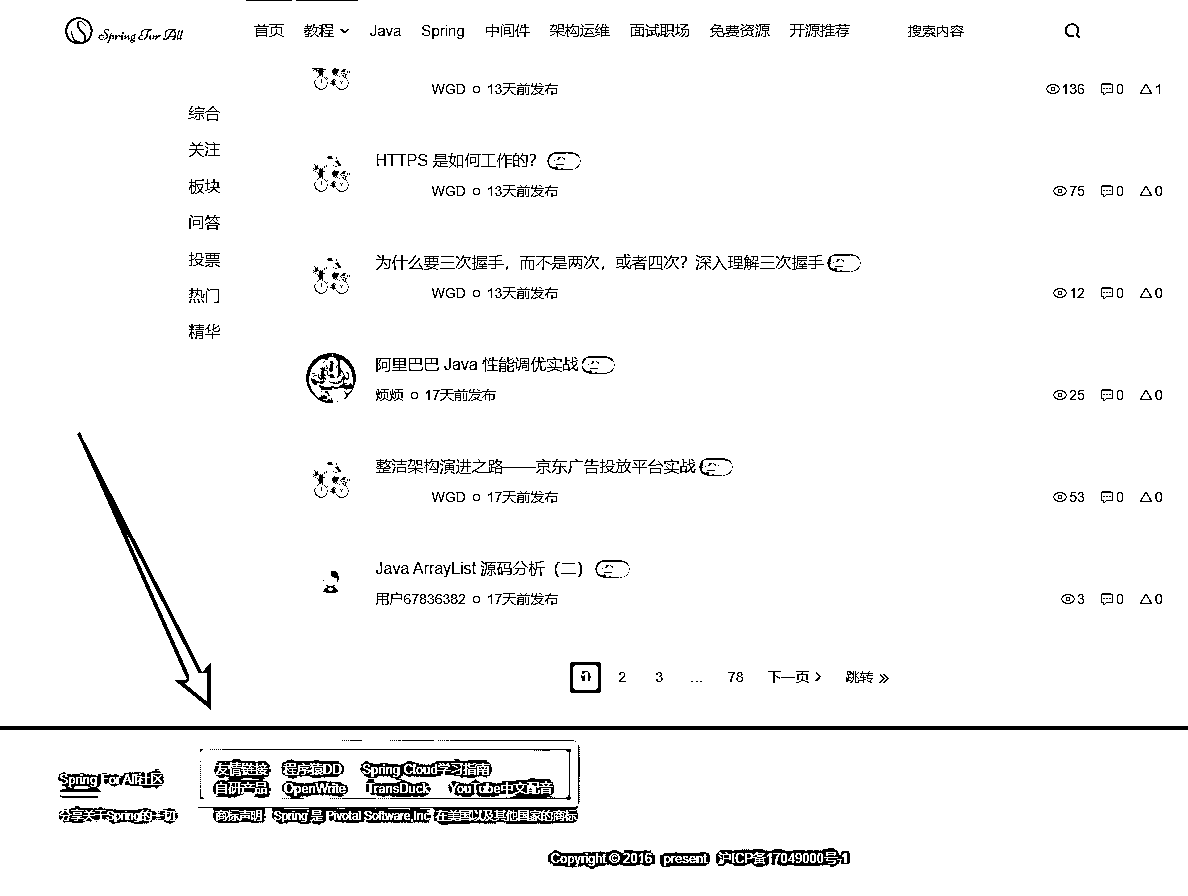 Spring For All 首页 教程 Java Spring 中间件 架构运维 面试职场 免费资源 开源推荐 搜索内容
WGD 13天前发布 136 0 1
综合
关注
板块
问答
投票
热门
精华
HTTPS 是如何工作的?
WGD 13天前发布 75 0 0
为什么要三次握手，而不是两次，或者四次？深入理解三次握手
WGD 13天前发布 12 0 0
阿里巴巴 Java 性能调优实战
烦烦 17天前发布 25 0 0
整洁架构演进之路——京东广告投放平台实战
WGD 17天前发布 53 0 0
Java ArrayList 源码分析（二）
用户67836382 17天前发布 3 0 0
1 2 3 ... 78 下一页 跳转
Spring For All社区
分享关于Spring的一切
友情链接 程序猿DD Spring Cloud学习指南
自研产品 OpenWrite TransDuck YouTube中文配音
商标声明 Spring 是 Pivotal Software,Inc 在美国以及其他国家的商标
Copyright © 2016 present 沪ICP备17049000号-1